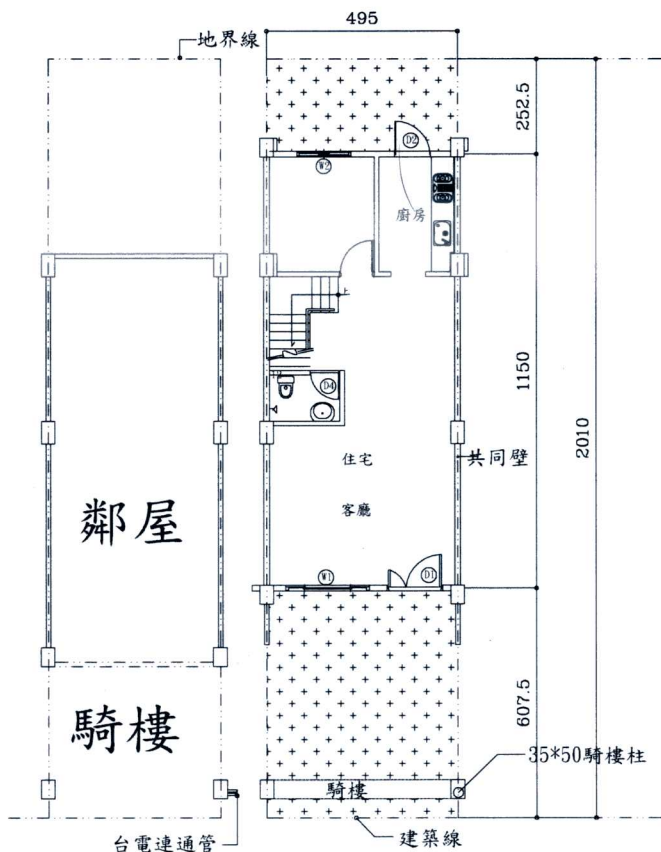 495
地界線
252.5
D2
W2
廚房
上
1150
2010
D4
住宅
共同壁
客廳
鄰屋
W1
D1
607.5
騎樓
35*50騎樓柱
騎樓
台電連通管
建築線